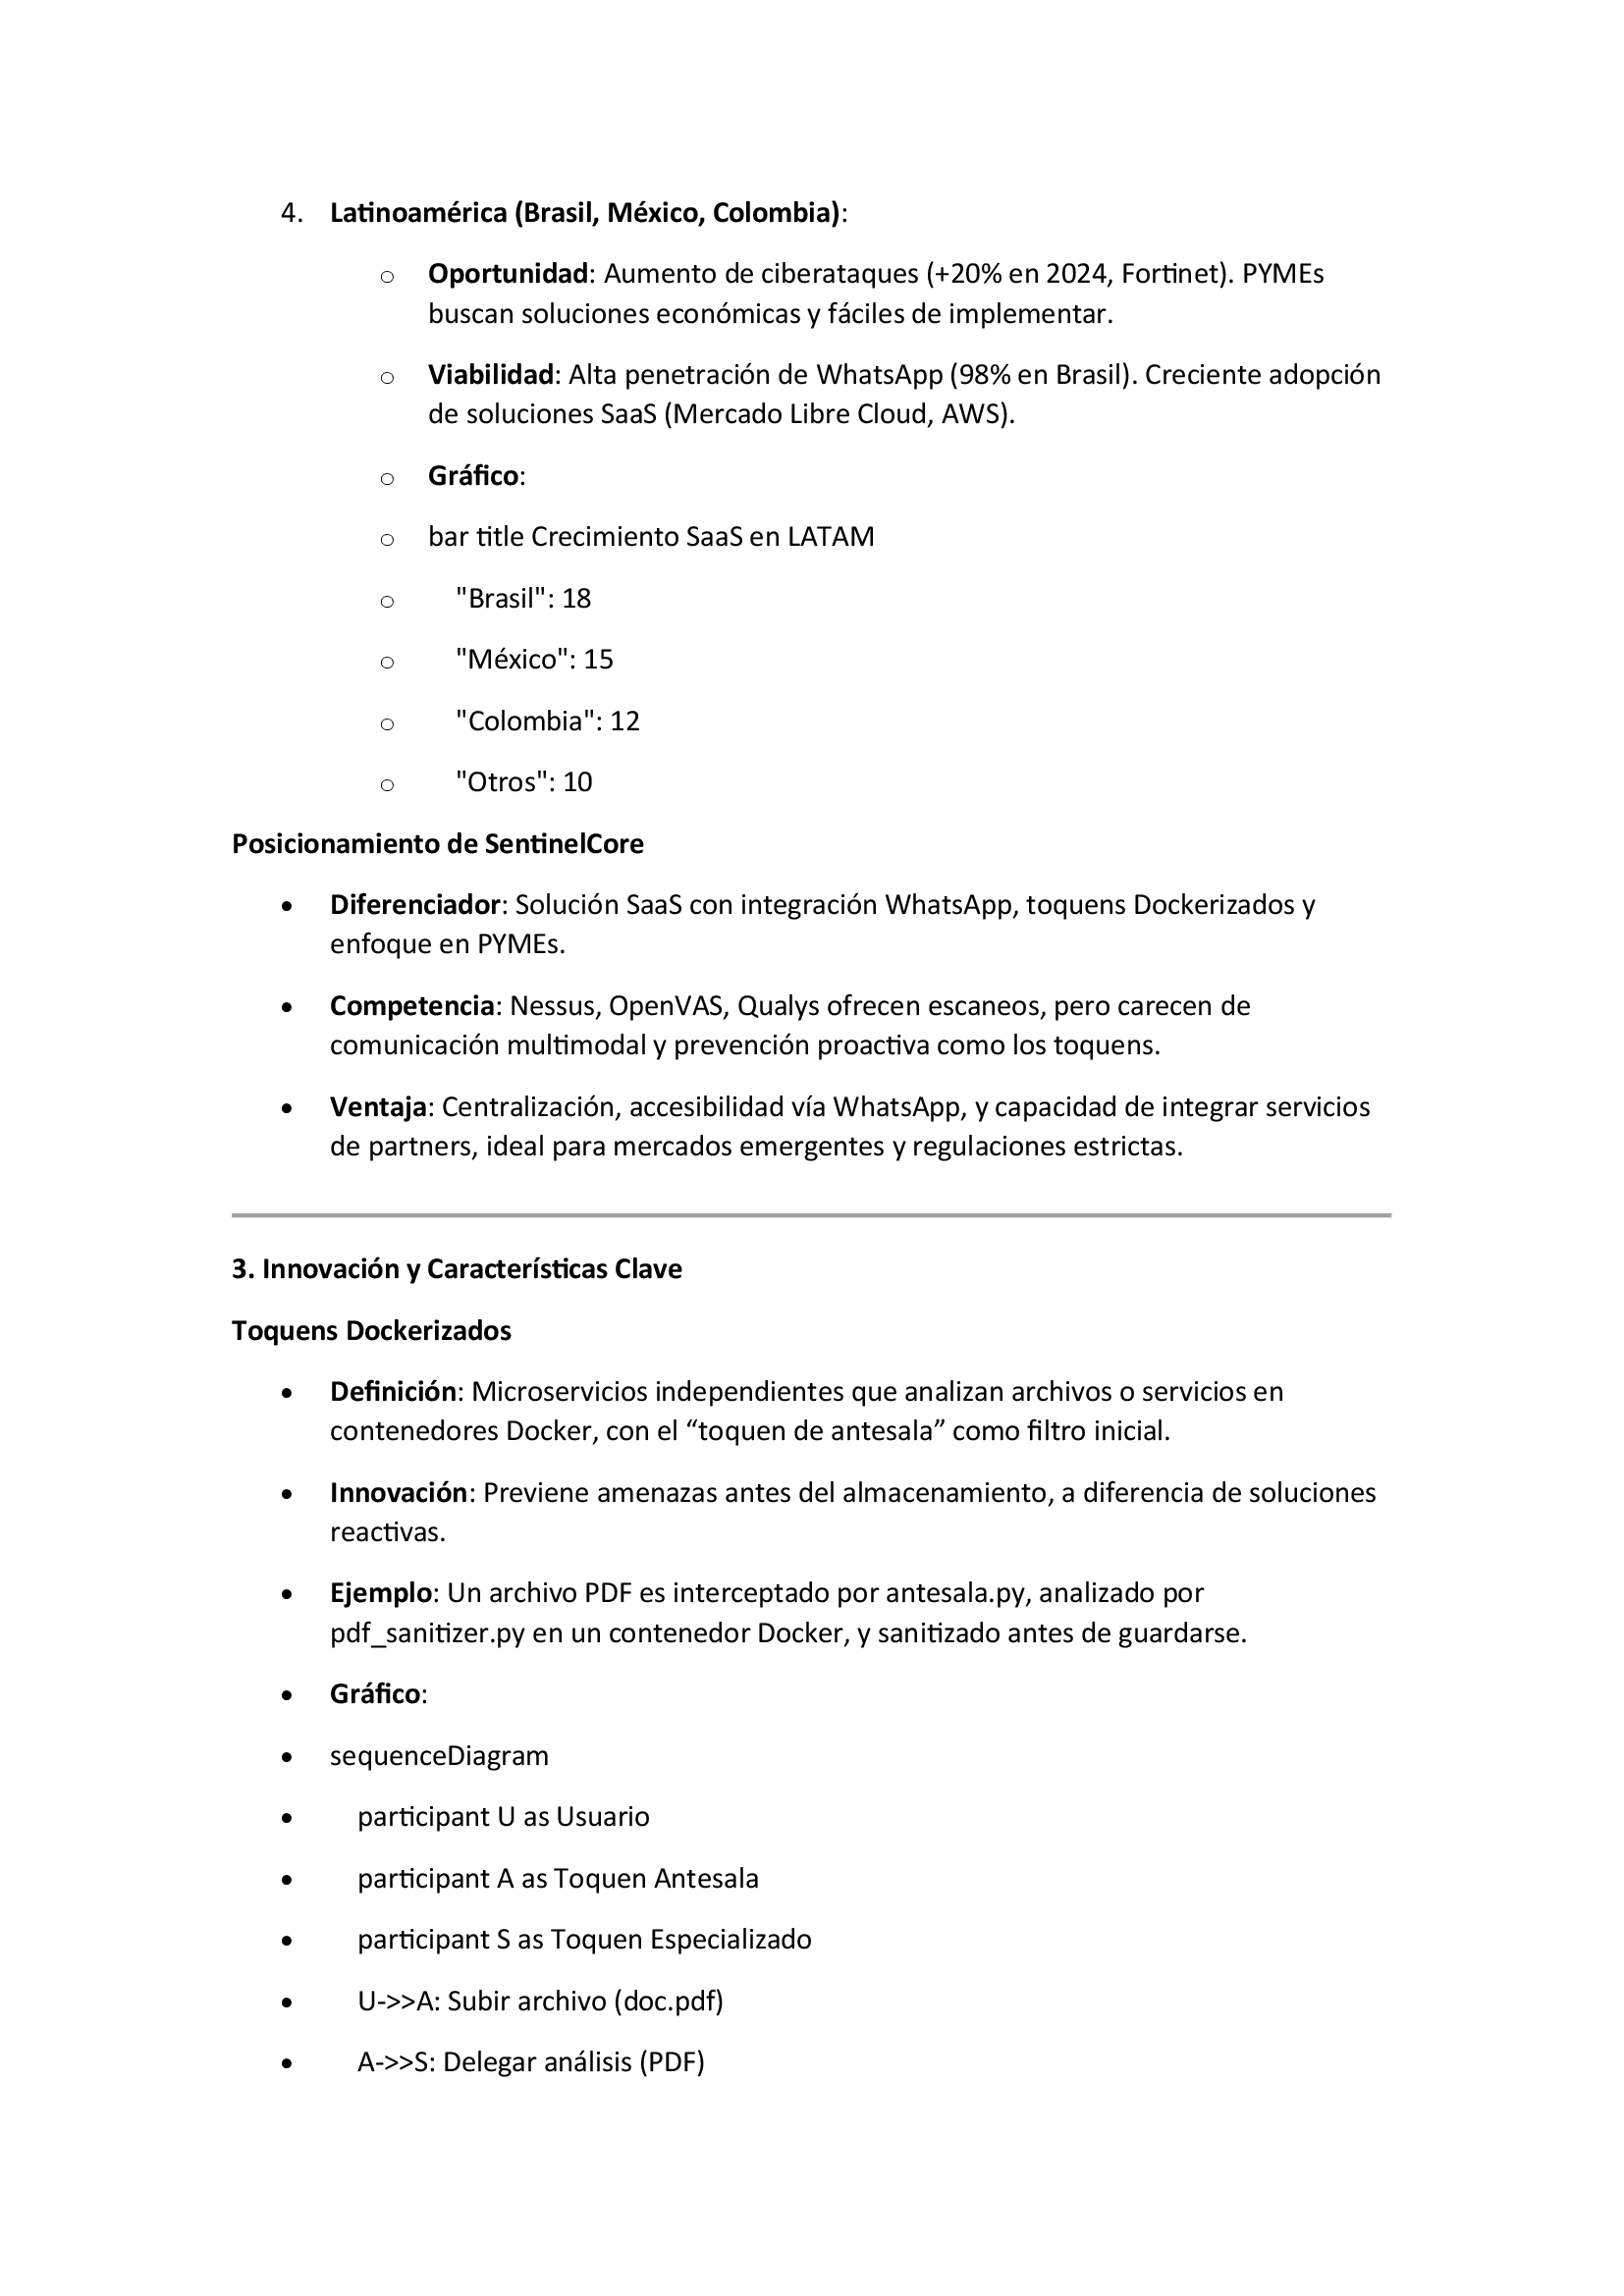 4. Latinoamérica (Brasil, México, Colombia):
o Oportunidad: Aumento de ciberataques (+20% en 2024, Fortinet). PYMEs
buscan soluciones económicas y fáciles de implementar.
o Viabilidad: Alta penetración de WhatsApp (98% en Brasil). Creciente adopción
de soluciones SaaS (Mercado Libre Cloud, AWS).
o Gráfico:
o bar title Crecimiento SaaS en LATAM
o "Brasil": 18
o "México": 15
o "Colombia": 12
o "Otros": 10
Posicionamiento de SentinelCore
• Diferenciador: Solución SaaS con integración WhatsApp, toquens Dockerizados y
enfoque en PYMEs.
• Competencia: Nessus, OpenVAS, Qualys ofrecen escaneos, pero carecen de
comunicación multimodal y prevención proactiva como los toquens.
• Ventaja: Centralización, accesibilidad vía WhatsApp, y capacidad de integrar servicios
de partners, ideal para mercados emergentes y regulaciones estrictas.
3. Innovación y Características Clave
Toquens Dockerizados
• Definición: Microservicios independientes que analizan archivos o servicios en
contenedores Docker, con el “toquen de antesala” como filtro inicial.
• Innovación: Previene amenazas antes del almacenamiento, a diferencia de soluciones
reactivas.
• Ejemplo: Un archivo PDF es interceptado por antesala.py, analizado por
pdf_sanitizer.py en un contenedor Docker, y sanitizado antes de guardarse.
• Gráfico:
• sequenceDiagram
• participant U as Usuario
• participant A as Toquen Antesala
• participant S as Toquen Especializado
• U->>A: Subir archivo (doc.pdf)
• A->>S: Delegar análisis (PDF)